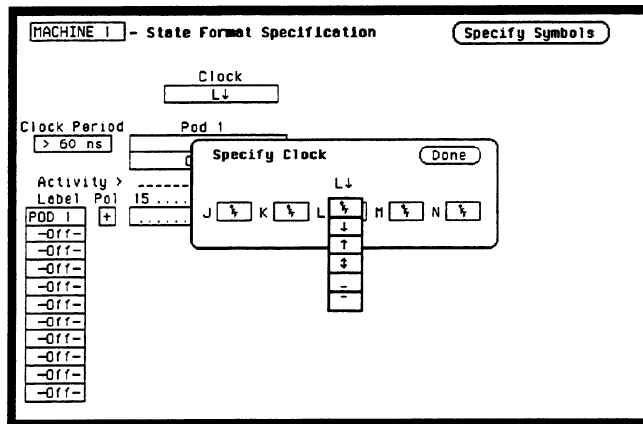 MACHINE 1 - State Format Specification Specify Symbols
Clock
L↓
Clock Period Pod 1
> 60 ns
Specify Clock Done
L↓
Activity >
Label Pol 15....
J K L M N
POD 1 +
↓
↑
↕
-Off-
-Off-
-Off-
-Off-
-Off-
-Off-
-Off-
-Off-
-Off-
-Off-